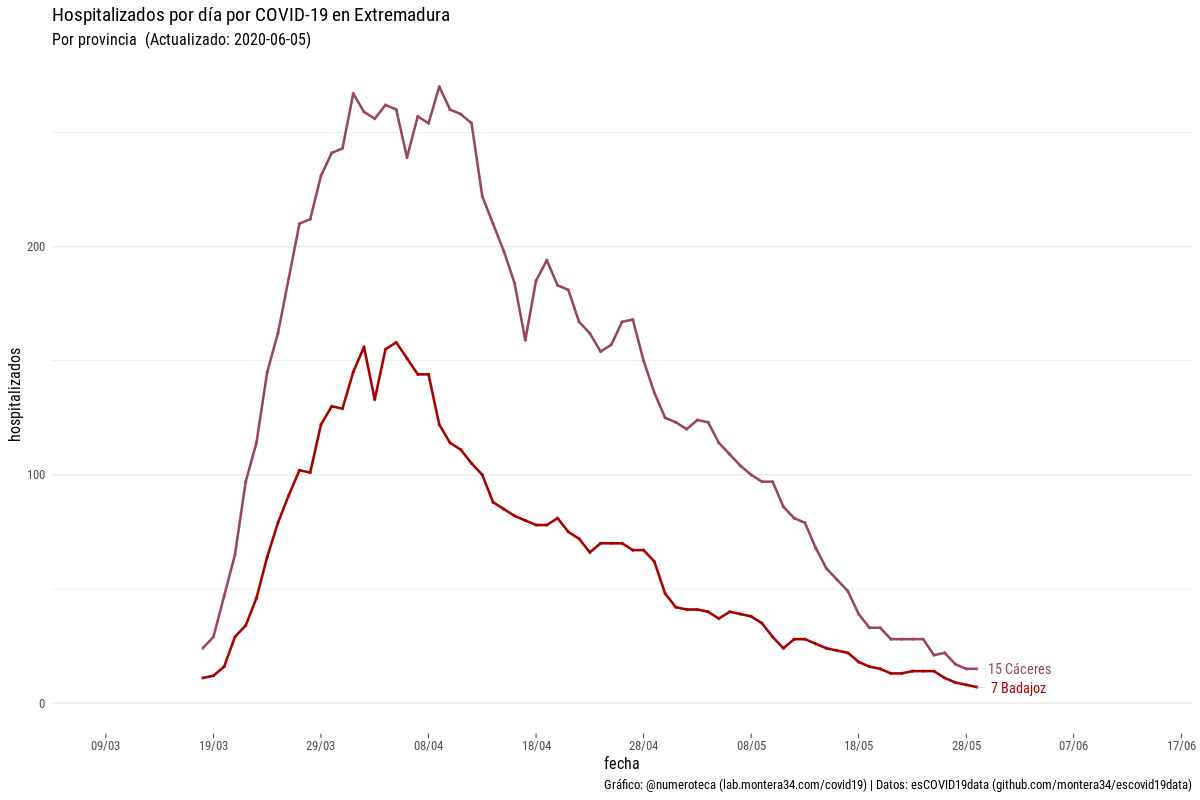 Hospitalizados por día por COVID-19 en Extremadura
Por provincia (Actualizado: 2020-06-05)
hospitalizados
200
100
0
15 Cáceres
7 Badajoz
09/03 19/03 29/03 08/04 18/04 28/04 08/05 18/05 28/05 07/06 17/06
fecha
Gráfico: @numeroteca (lab.montera34.com/covid19) | Datos: esCOVID19data (github.com/montera34/escovid19data)